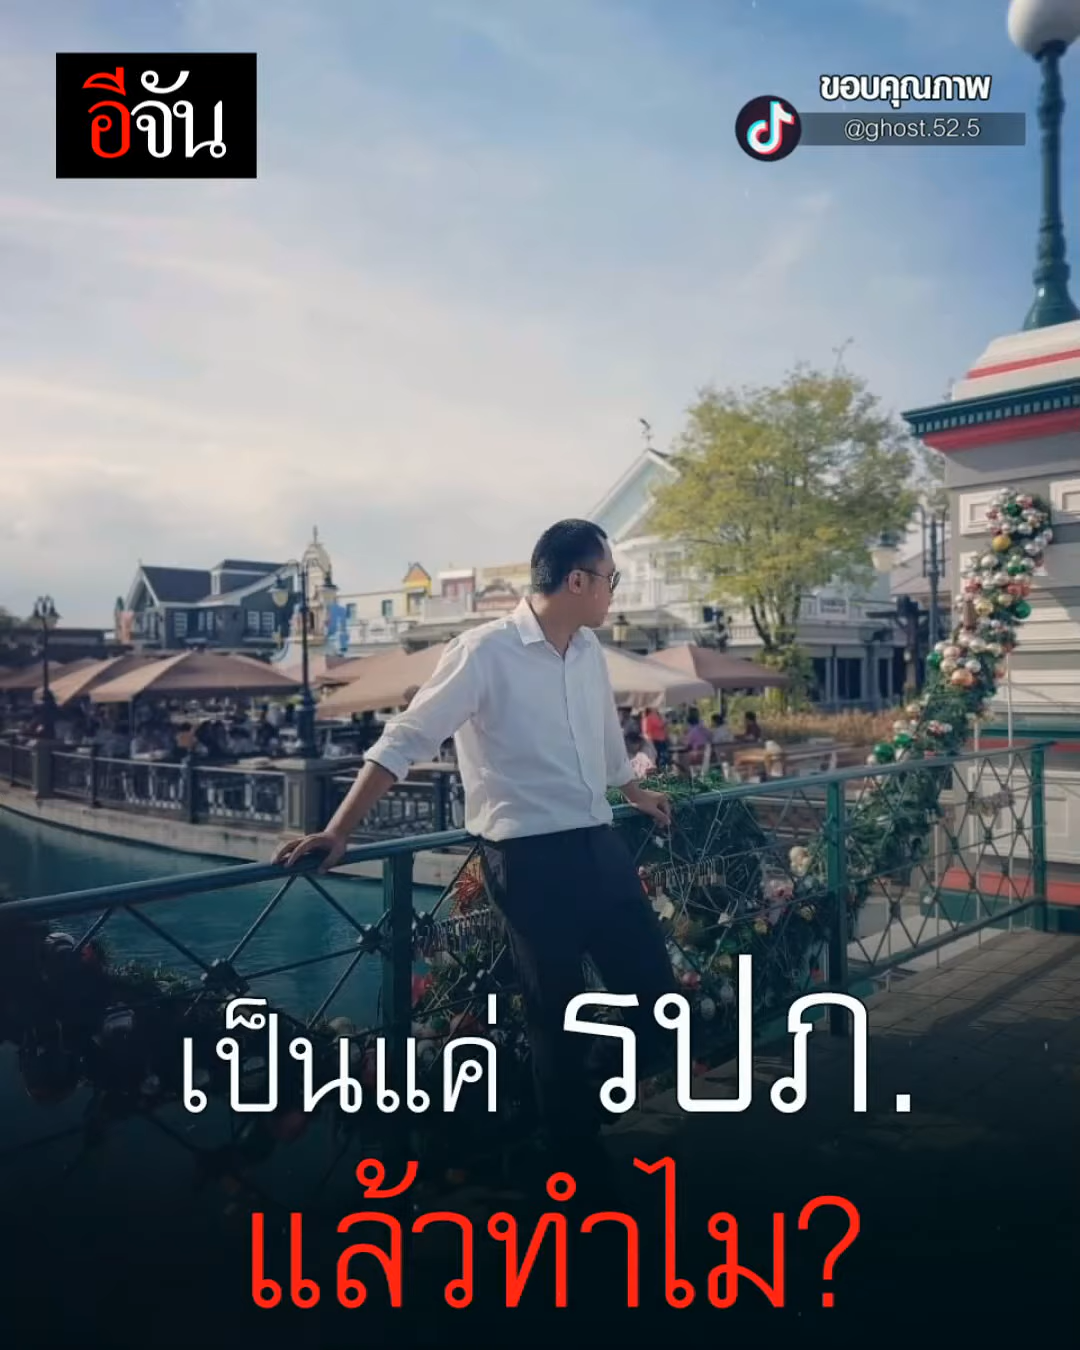 อีจัน
ขอบคุณภาพ
@ghost.52.5
เป็นแค่ รปภ.
แล้วทำไม?